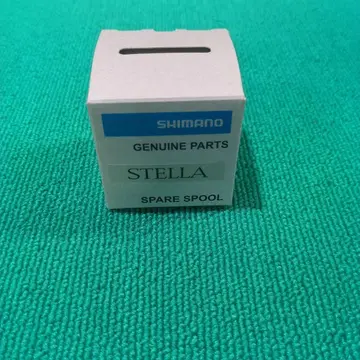 SHIMANO
GENUINE PARTS
STELLA
SPARE SPOOL